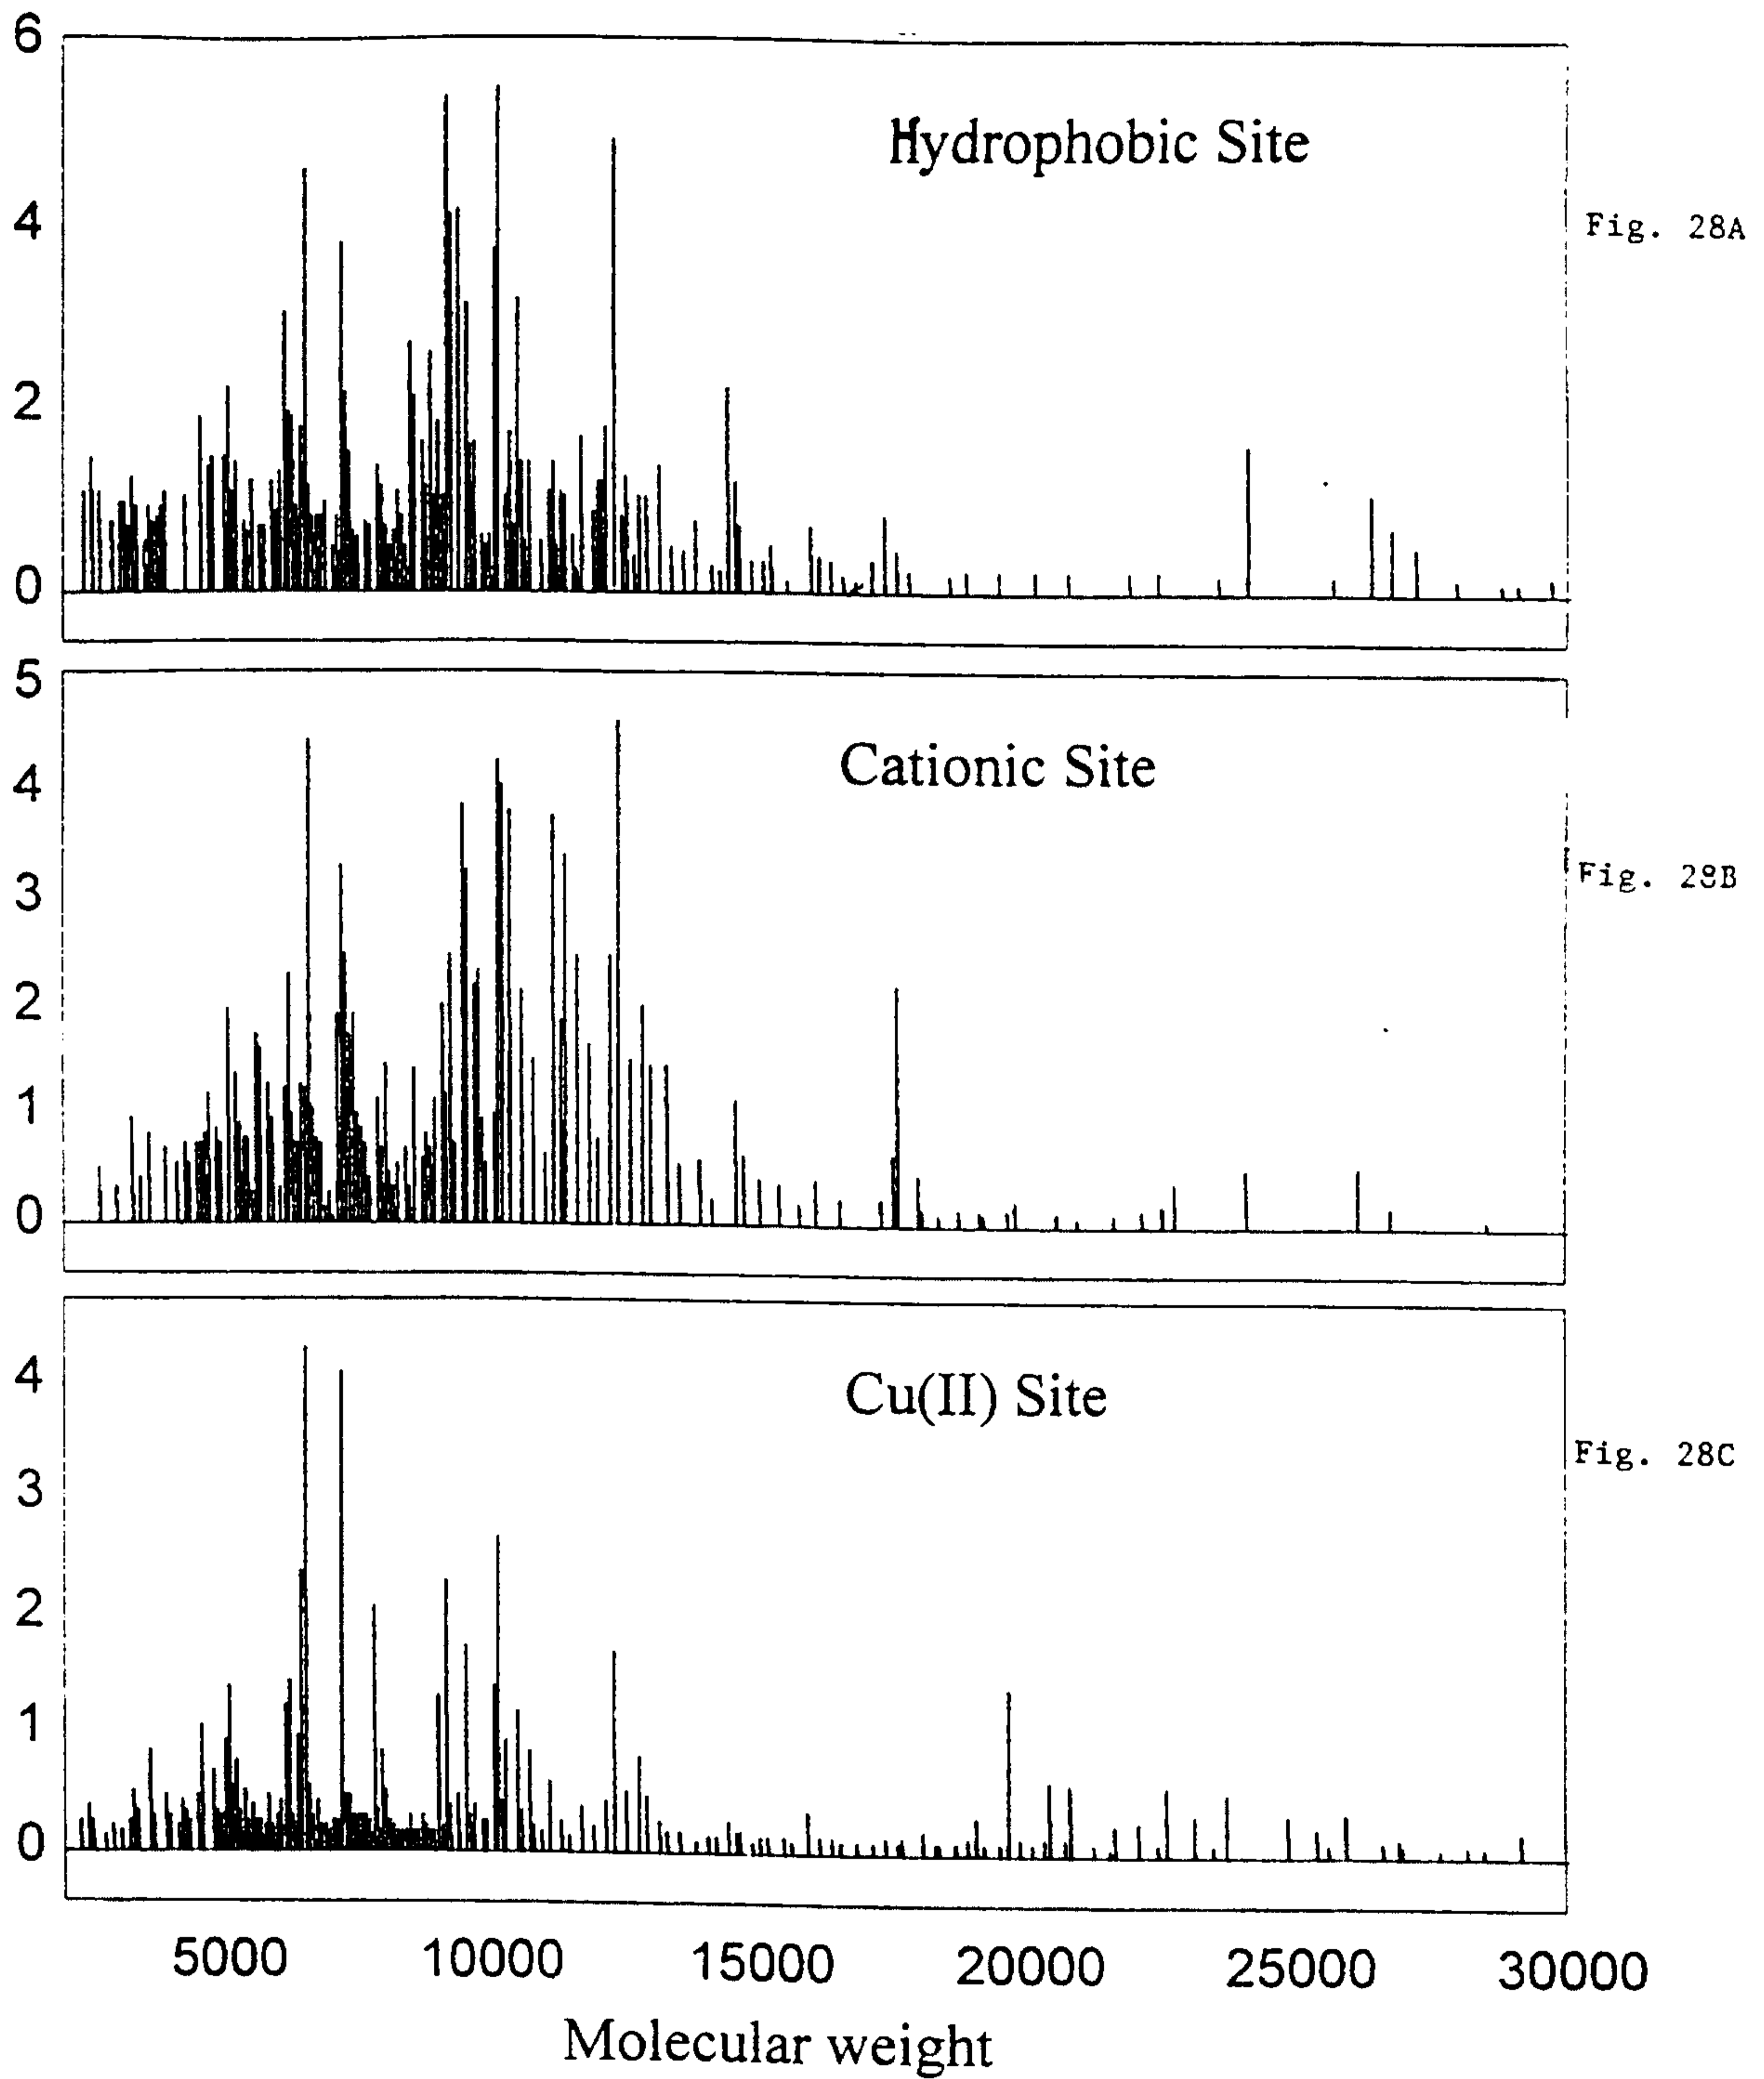 6
Hydrophobic Site
4
Fig. 28A
2
0
5
Cationic Site
4
Fig. 28B
3
2
1
0
4
Cu(II) Site
Fig. 28C
3
2
1
0
5000 10000 15000 20000 25000 30000
Molecular weight